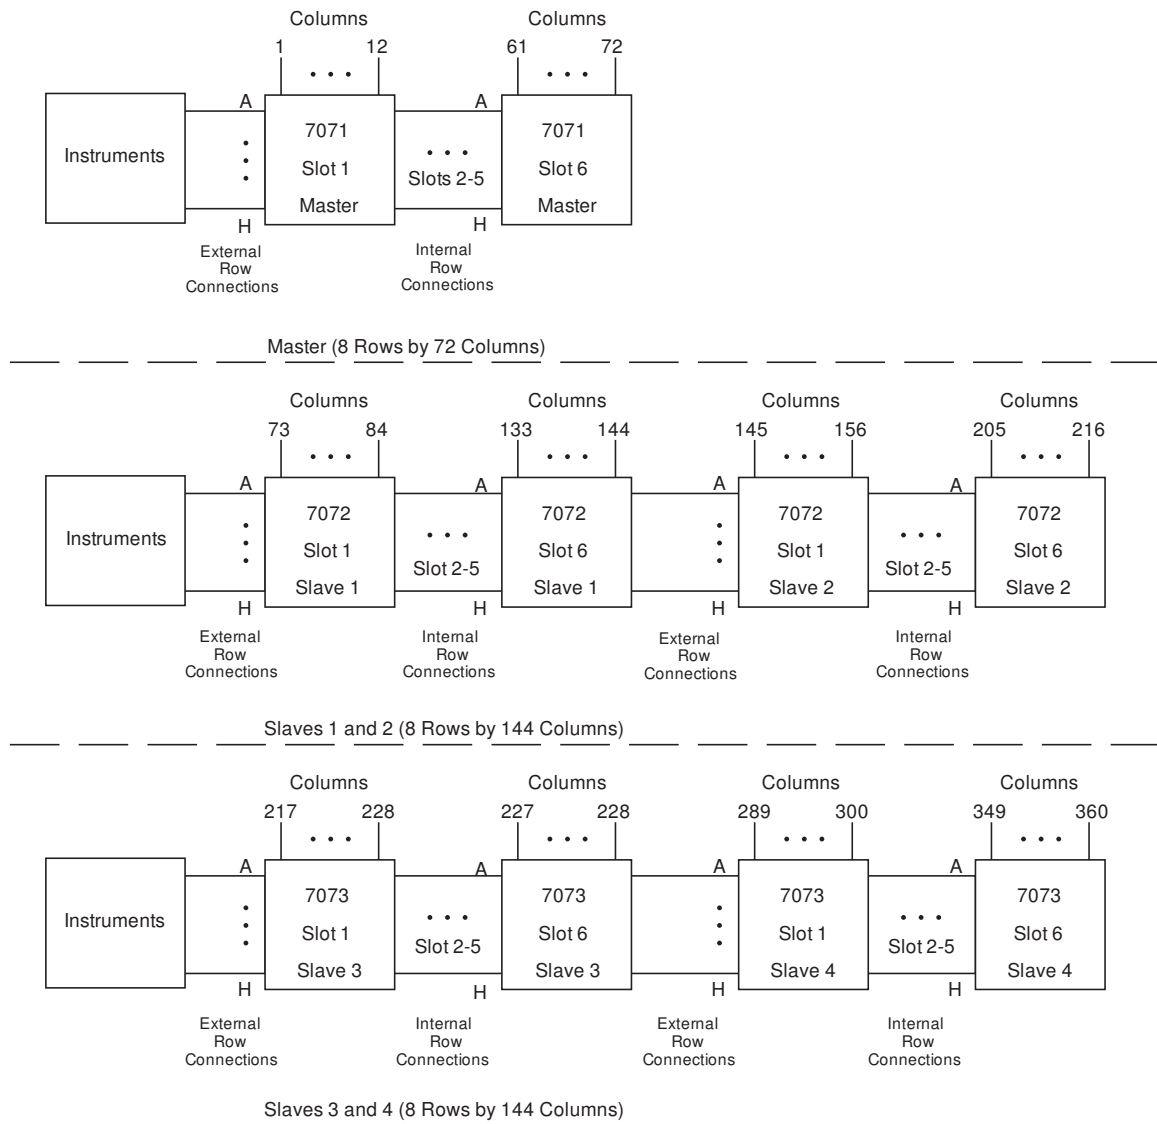 Columns Columns
1 12 61 72
A A
Instruments
7071
Slot 1
Master
Slots 2-5
7071
Slot 6
Master
H H
External
Row
Connections
Internal
Row
Connections
Master (8 Rows by 72 Columns)
Columns Columns Columns Columns
73 84 133 144 145 156 205 216
A A A A
Instruments
7072
Slot 1
Slave 1
Slot 2-5
7072
Slot 6
Slave 1
7072
Slot 1
Slave 2
Slot 2-5
7072
Slot 6
Slave 2
H H H H
External
Row
Connections
Internal
Row
Connections
External
Row
Connections
Internal
Row
Connections
Slaves 1 and 2 (8 Rows by 144 Columns)
Columns Columns Columns Columns
217 228 227 228 289 300 349 360
A A A A
Instruments
7073
Slot 1
Slave 3
Slot 2-5
7073
Slot 6
Slave 3
7073
Slot 1
Slave 4
Slot 2-5
7073
Slot 6
Slave 4
H H H H
External
Row
Connections
Internal
Row
Connections
External
Row
Connections
Internal
Row
Connections
Slaves 3 and 4 (8 Rows by 144 Columns)